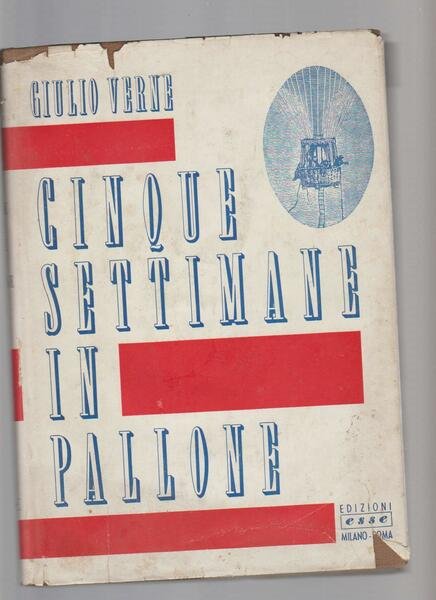 GIULIO VERNE
CINQUE
SETTIMANE
IN
PALLONE
EDIZIONI
esse
MILANO-ROMA